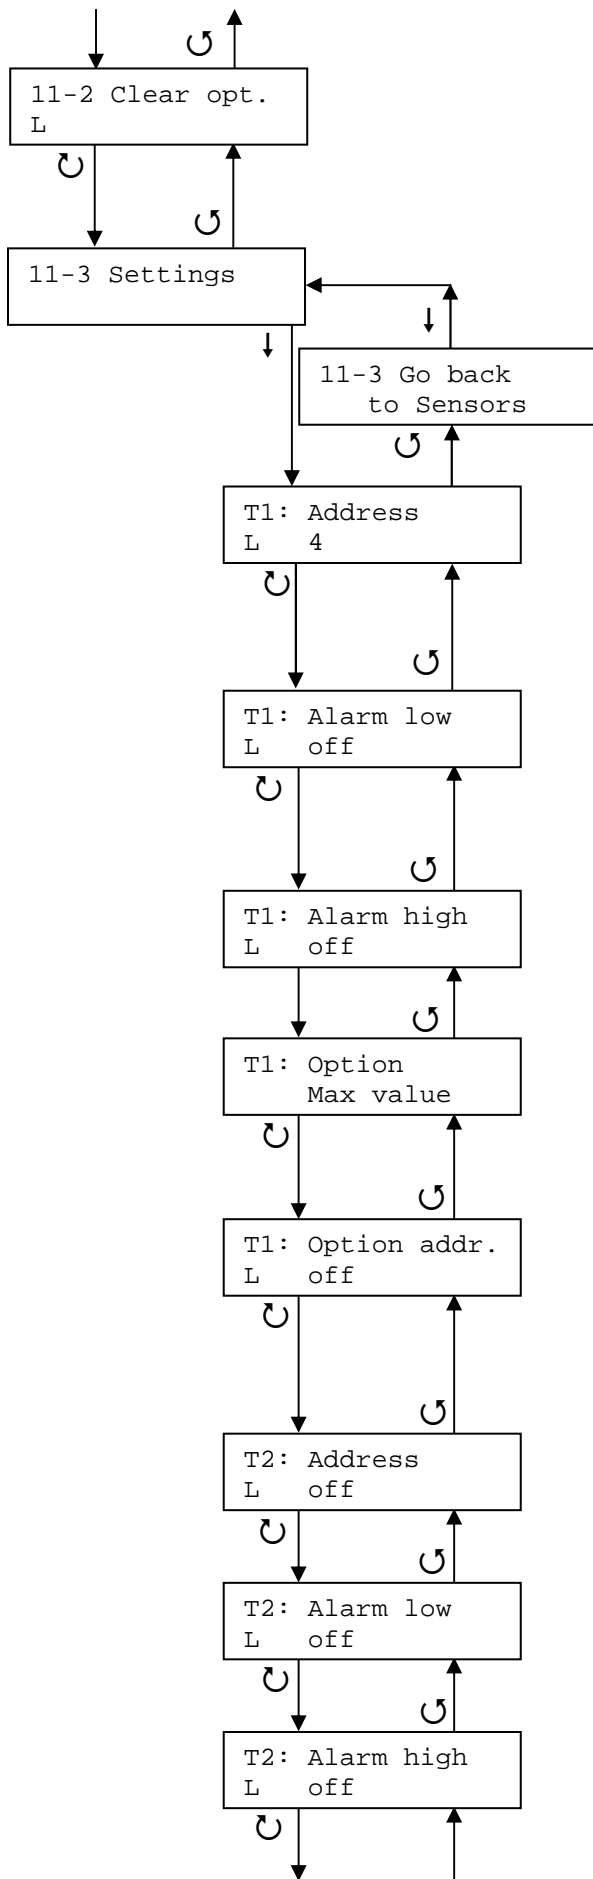 11-2 Clear opt.
L
11-3 Settings
11-3 Go back
to Sensors
T1: Address
L 4
T1: Alarm low
L off
T1: Alarm high
L off
T1: Option
Max value
T1: Option addr.
L off
T2: Address
L off
T2: Alarm low
L off
T2: Alarm high
L off